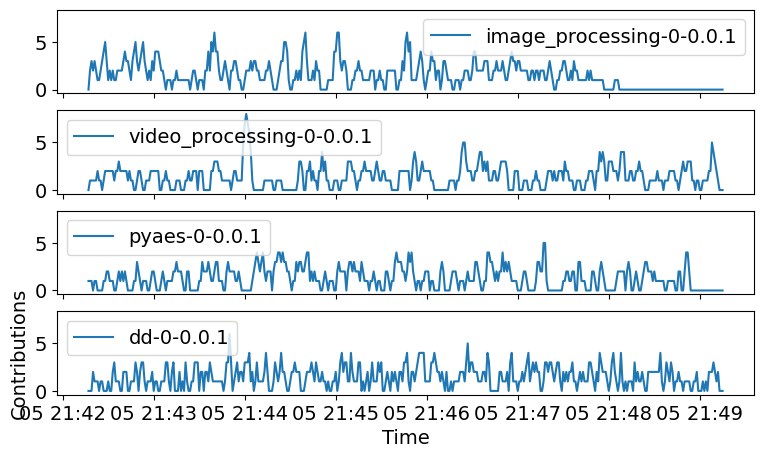 5
0
image_processing-0-0.0.1
5
0
video_processing-0-0.0.1
5
0
pyaes-0-0.0.1
5
0
dd-0-0.0.1
Contributions
05 21:42 05 21:43 05 21:44 05 21:45 05 21:46 05 21:47 05 21:48 05 21:49
Time